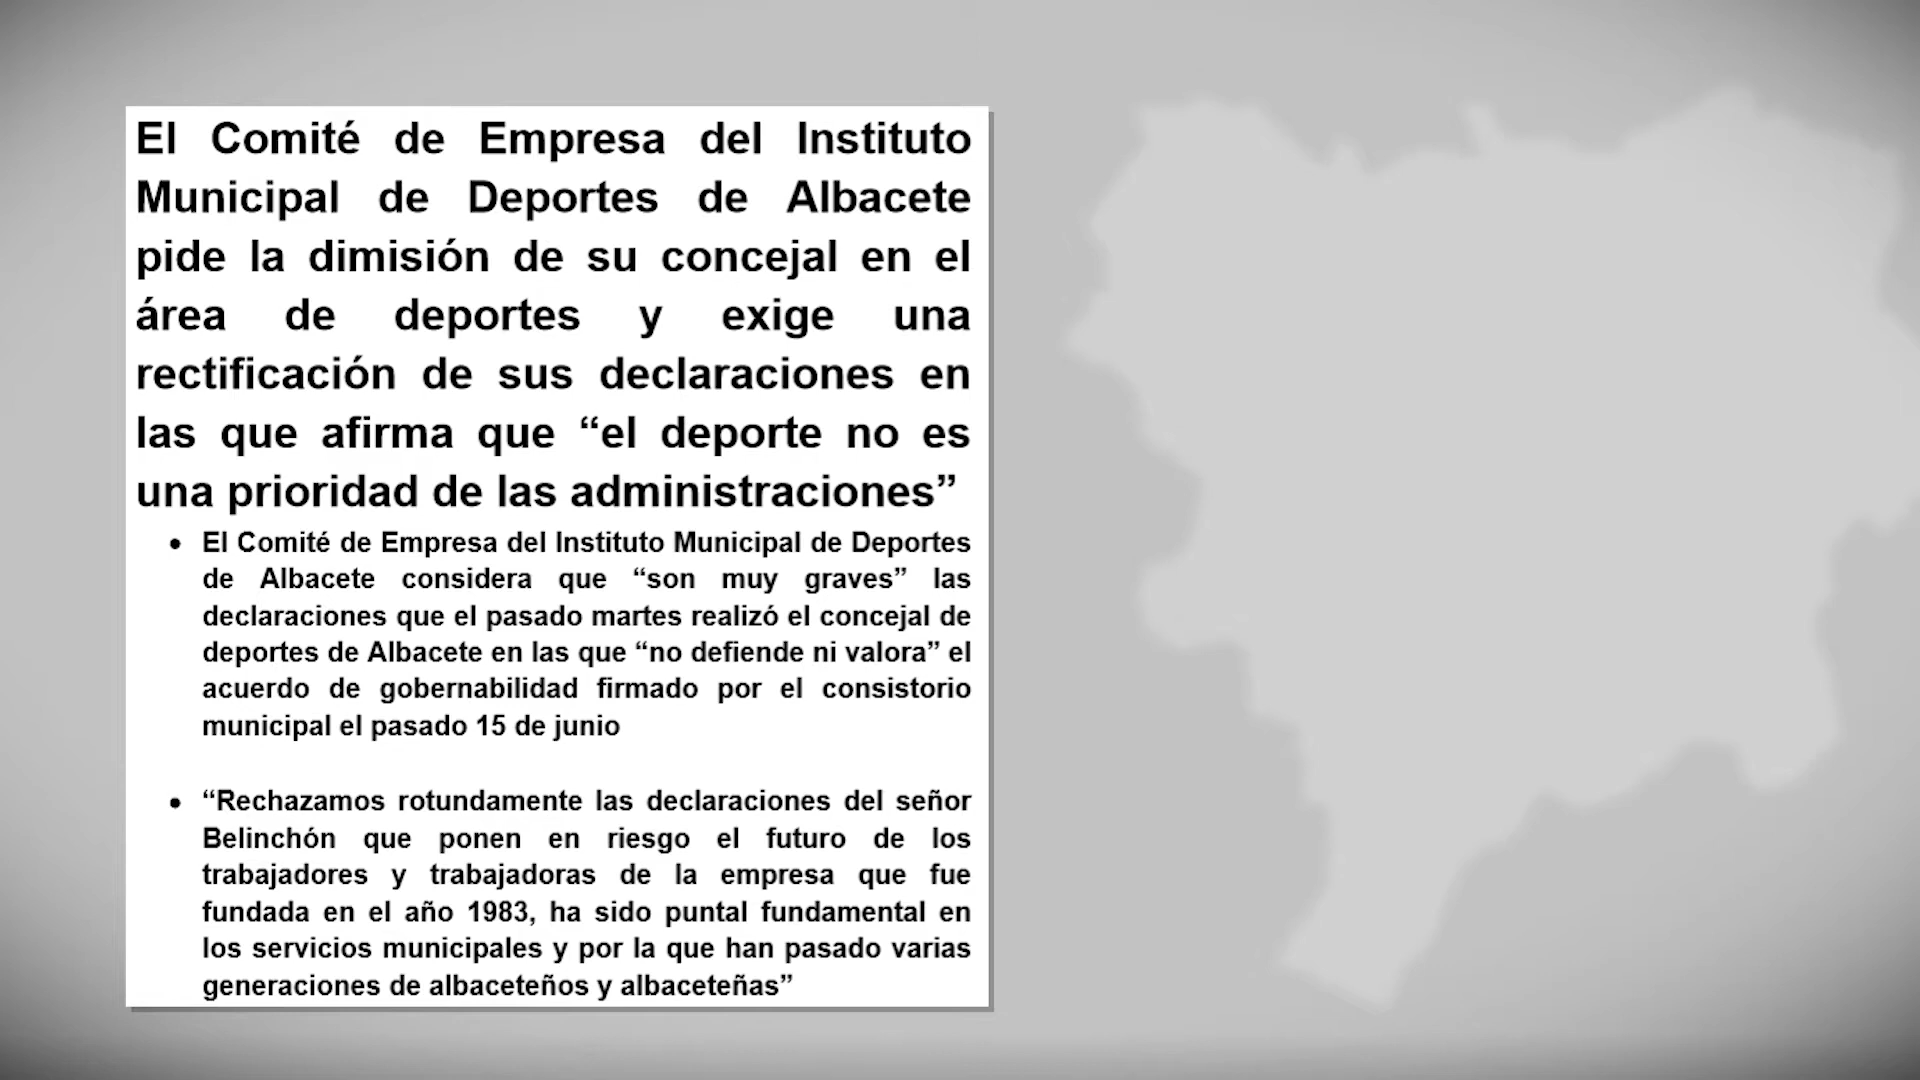 El Comité de Empresa del Instituto
Municipal de Deportes de Albacete
pide la dimisión de su concejal en el
área de deportes y exige una
rectificación de sus declaraciones en
las que afirma que “el deporte no es
una prioridad de las administraciones”
• El Comité de Empresa del Instituto Municipal de Deportes
de Albacete considera que “son muy graves” las
declaraciones que el pasado martes realizó el concejal de
deportes de Albacete en las que “no defiende ni valora” el
acuerdo de gobernabilidad firmado por el consistorio
municipal el pasado 15 de junio
• “Rechazamos rotundamente las declaraciones del señor
Belinchón que ponen en riesgo el futuro de los
trabajadores y trabajadoras de la empresa que fue
fundada en el año 1983, ha sido puntal fundamental en
los servicios municipales y por la que han pasado varias
generaciones de albaceteños y albaceteñas”